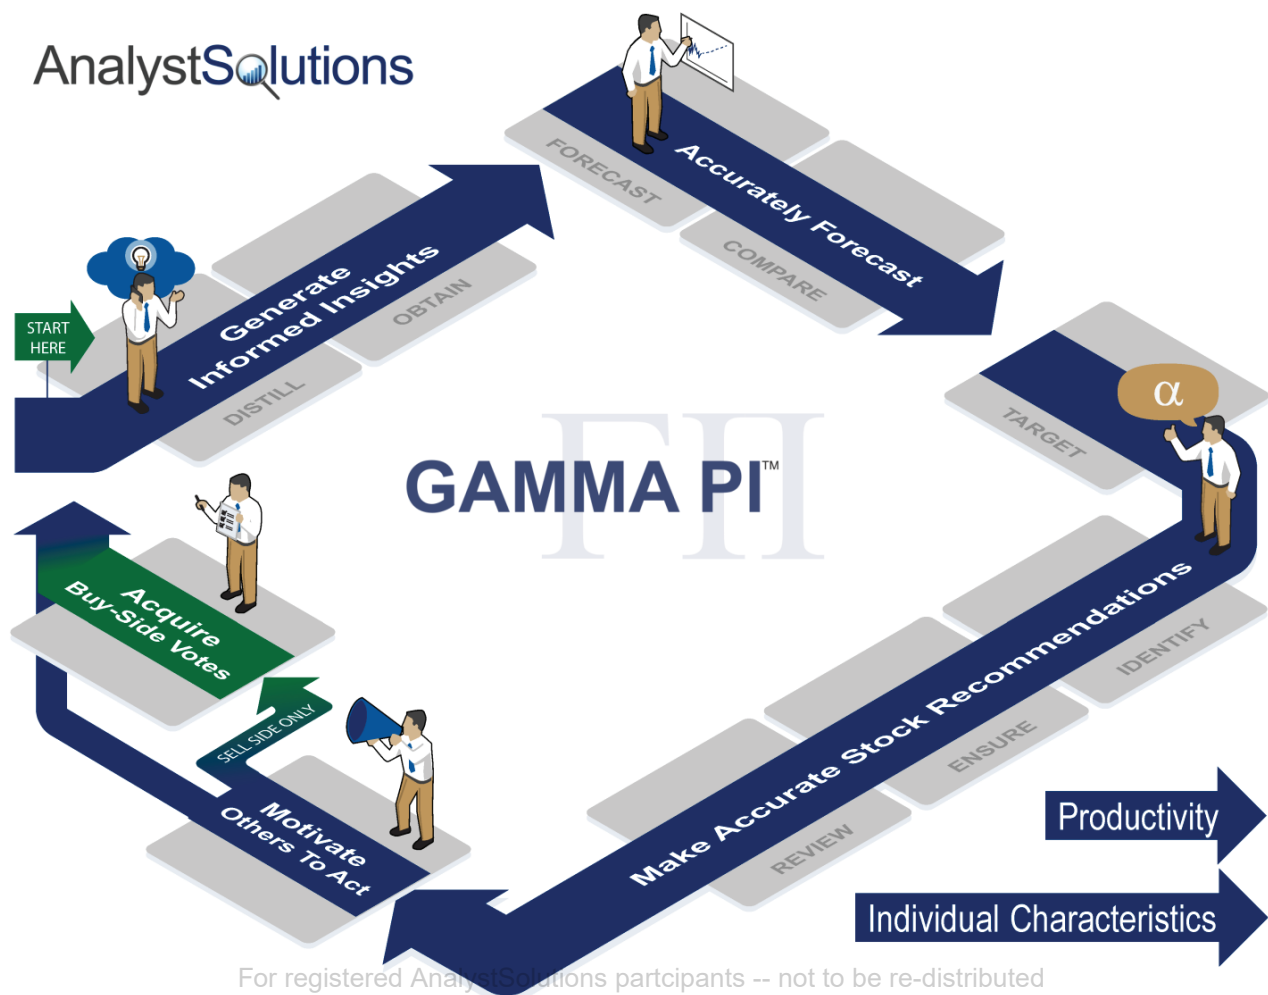 AnalystSolutions
FORECAST
Accurately Forecast
COMPARE
START
HERE
Generate
Informed Insights
OBTAIN
DISTILL
α
TARGET
ΓΠ
GAMMA PI™
Acquire
Buy-Side Votes
SELL SIDE ONLY
Motivate
Others To Act
Make Accurate Stock Recommendations
IDENTIFY
ENSURE
REVIEW
Productivity
Individual Characteristics
For registered AnalystSolutions partcipants -- not to be re-distributed